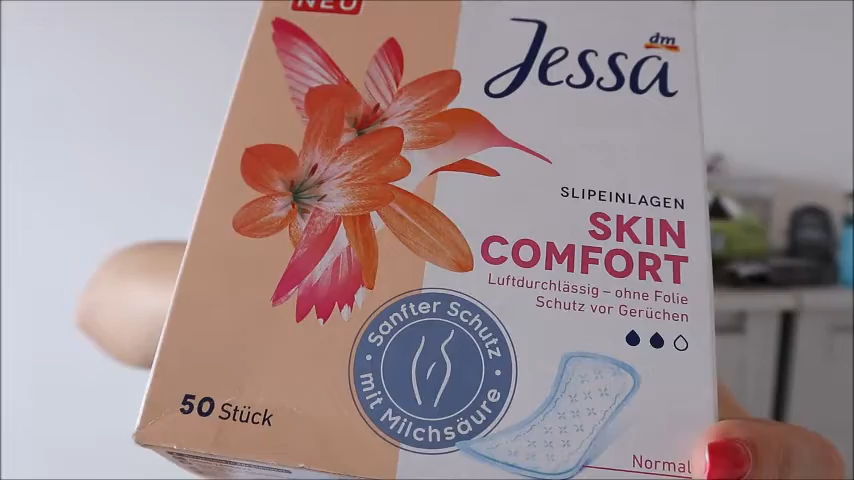 NEU
dm
Jessa
SLIPEINLAGEN
SKIN
COMFORT
Luftdurchlässig – ohne Folie
Schutz vor Gerüchen
Sanfter Schutz
mit Milchsäure
50 Stück
Normal